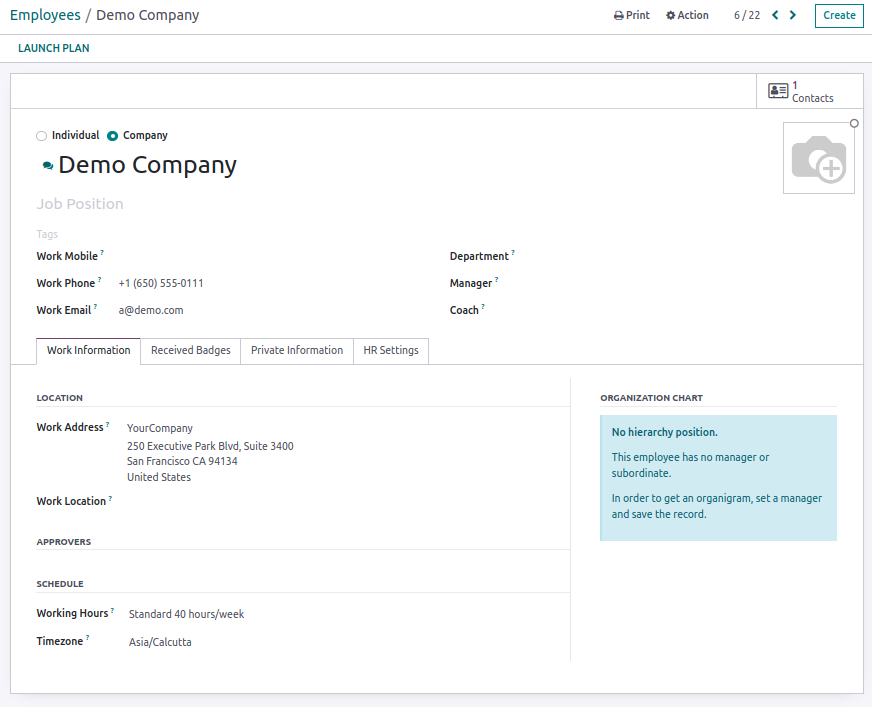 Employees / Demo Company
Print Action 6 / 22 Create
LAUNCH PLAN
1
Contacts
Individual Company
Demo Company
Job Position
Tags
Work Mobile ?
Department ?
Work Phone ? +1 (650) 555-0111
Manager ?
Work Email ? a@demo.com
Coach ?
Work Information Received Badges Private Information HR Settings
LOCATION
Work Address ? YourCompany
250 Executive Park Blvd, Suite 3400
San Francisco CA 94134
United States
Work Location ?
APPROVERS
SCHEDULE
Working Hours ? Standard 40 hours/week
Timezone ? Asia/Calcutta
ORGANIZATION CHART
No hierarchy position.
This employee has no manager or
subordinate.
In order to get an organigram, set a manager
and save the record.